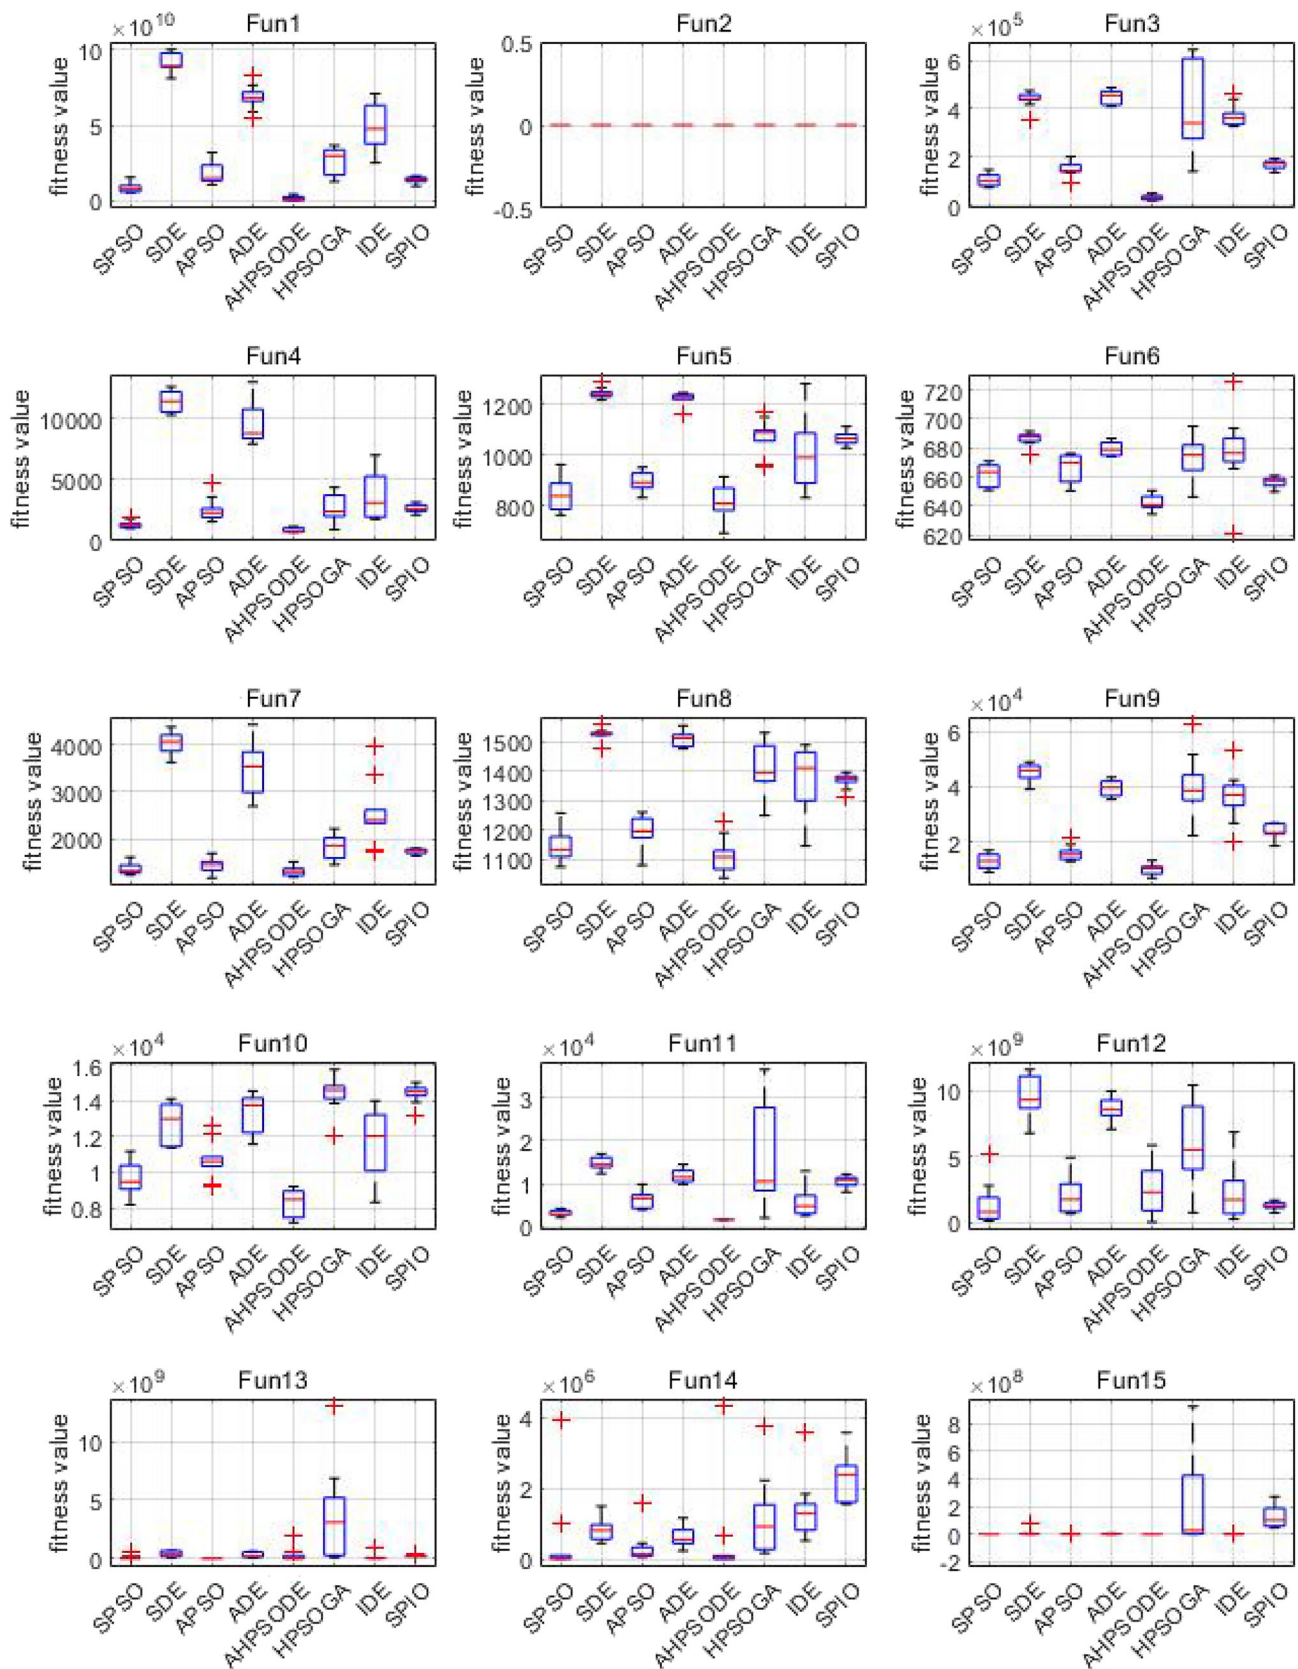 ×10^10 Fun1
fitness value
10
5
0
SPSO SDE APSO ADE AHPSODE HPSOGA IDE SPIO
Fun2
fitness value
0.5
0
-0.5
SPSO SDE APSO ADE AHPSODE HPSOGA IDE SPIO
×10^5 Fun3
fitness value
6
4
2
0
SPSO SDE APSO ADE AHPSODE HPSOGA IDE SPIO
Fun4
fitness value
10000
5000
0
SPSO SDE APSO ADE AHPSODE HPSOGA IDE SPIO
Fun5
fitness value
1200
1000
800
SPSO SDE APSO ADE AHPSODE HPSOGA IDE SPIO
Fun6
fitness value
720
700
680
660
640
620
SPSO SDE APSO ADE AHPSODE HPSOGA IDE SPIO
Fun7
fitness value
4000
3000
2000
SPSO SDE APSO ADE AHPSODE HPSOGA IDE SPIO
Fun8
fitness value
1500
1400
1300
1200
1100
SPSO SDE APSO ADE AHPSODE HPSOGA IDE SPIO
×10^4 Fun9
fitness value
6
4
2
SPSO SDE APSO ADE AHPSODE HPSOGA IDE SPIO
×10^4 Fun10
fitness value
1.6
1.4
1.2
1
0.8
SPSO SDE APSO ADE AHPSODE HPSOGA IDE SPIO
×10^4 Fun11
fitness value
3
2
1
0
SPSO SDE APSO ADE AHPSODE HPSOGA IDE SPIO
×10^9 Fun12
fitness value
10
5
0
SPSO SDE APSO ADE AHPSODE HPSOGA IDE SPIO
×10^9 Fun13
fitness value
10
5
0
SPSO SDE APSO ADE AHPSODE HPSOGA IDE SPIO
×10^6 Fun14
fitness value
4
2
0
SPSO SDE APSO ADE AHPSODE HPSOGA IDE SPIO
×10^8 Fun15
fitness value
8
6
4
2
0
-2
SPSO SDE APSO ADE AHPSODE HPSOGA IDE SPIO